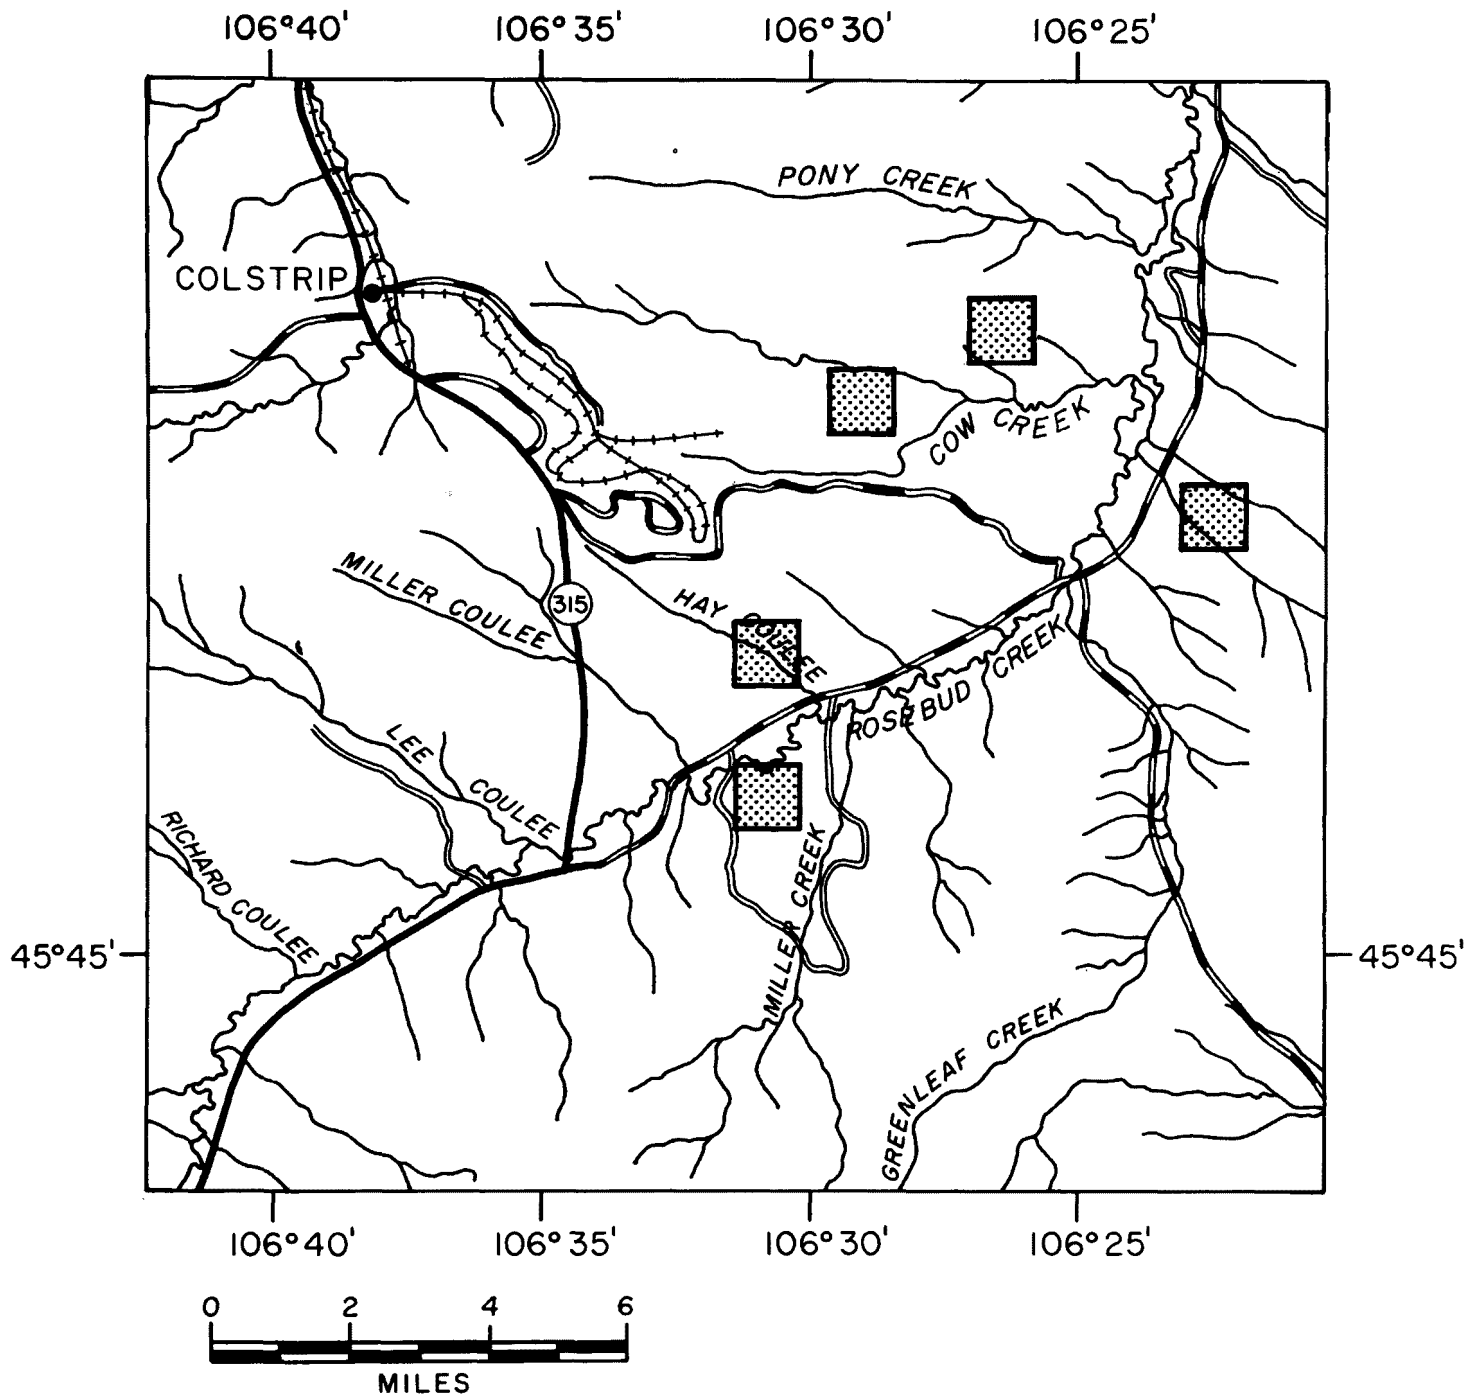 106°40' 106°35' 106°30' 106°25'
PONY CREEK
COLSTRIP
COW CREEK
MILLER COULEE
315
HAY COULEE
ROSEBUD CREEK
LEE COULEE
RICHARD COULEE
MILLER CREEK
45°45' 45°45'
GREENLEAF CREEK
106°40' 106°35' 106°30' 106°25'
0 2 4 6
MILES